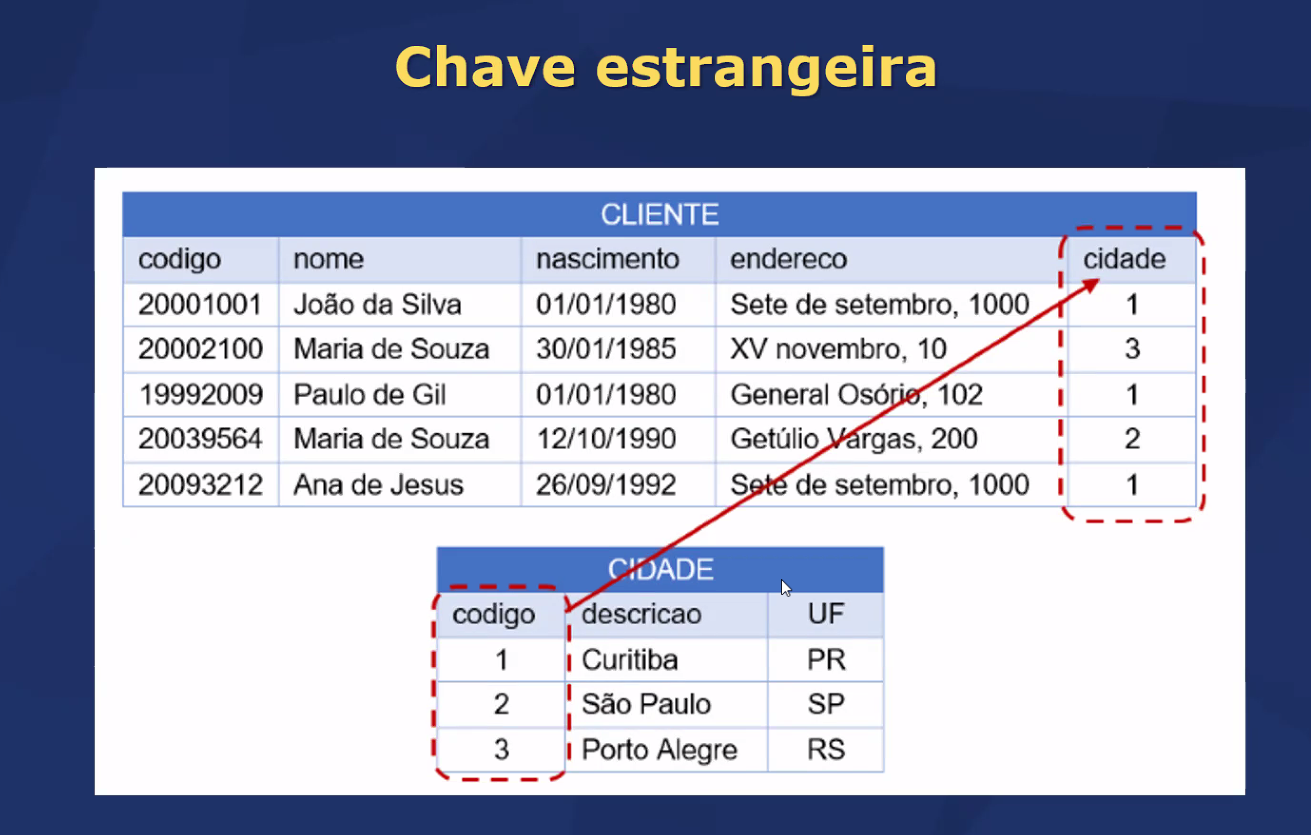 Chave estrangeira
CLIENTE
codigo nome nascimento endereco cidade
20001001 João da Silva 01/01/1980 Sete de setembro, 1000 1
20002100 Maria de Souza 30/01/1985 XV novembro, 10 3
19992009 Paulo de Gil 01/01/1980 General Osório, 102 1
20039564 Maria de Souza 12/10/1990 Getúlio Vargas, 200 2
20093212 Ana de Jesus 26/09/1992 Sete de setembro, 1000 1
CIDADE
codigo descricao UF
1 Curitiba PR
2 São Paulo SP
3 Porto Alegre RS